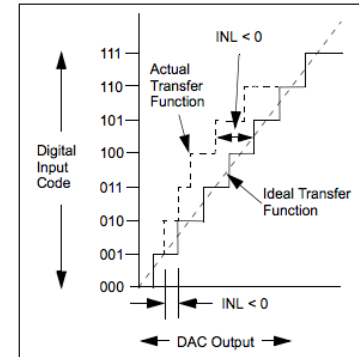 INL < 0
111
Actual
Transfer
Function
110
101
Digital
Input
Code
100
011
Ideal Transfer
Function
010
001
000
INL < 0
DAC Output